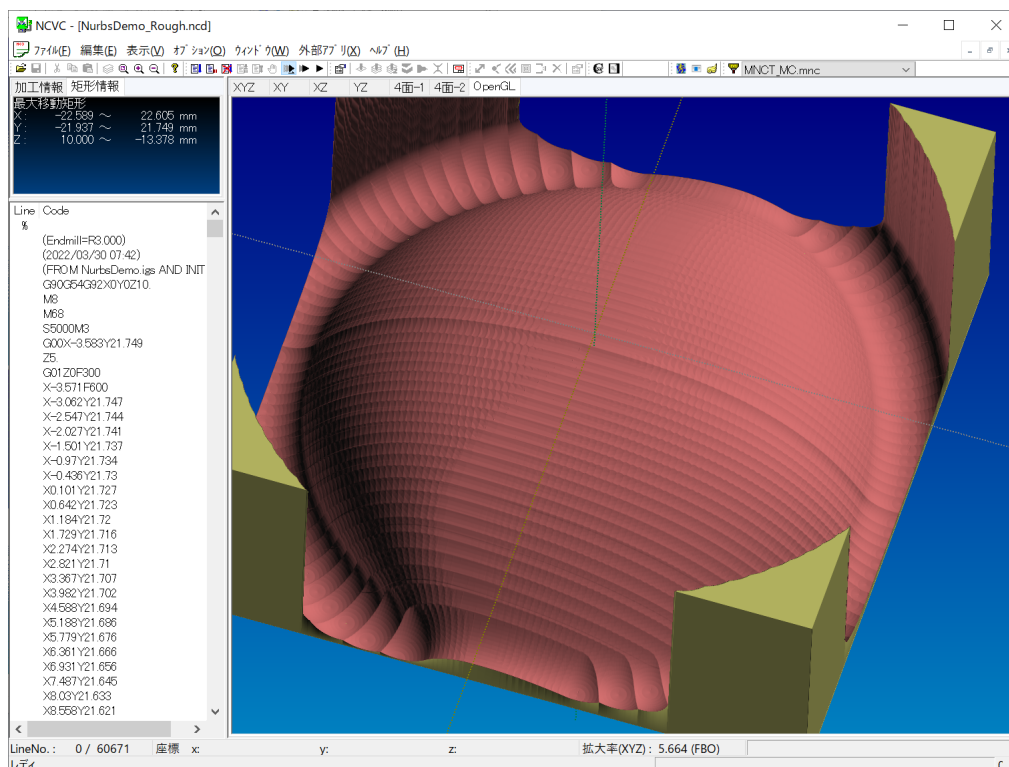 NCVC - [NurbsDemo_Rough.ncd]
ファイル(F) 編集(E) 表示(V) オプション(O) ウィンドウ(W) 外部アプリ(X) ヘルプ(H)
MNCT_MC.mnc
加工情報 矩形情報
XYZ XY XZ YZ 4面-1 4面-2 OpenGL
最大移動矩形
X: -22.589 ～ 22.605 mm
Y: -21.937 ～ 21.749 mm
Z: 10.000 ～ -13.378 mm
Line Code
%
(Endmill=R3.000)
(2022/03/30 07:42)
(FROM NurbsDemo.igs AND INIT
G90G54G92X0Y0Z10.
M8
M68
S5000M3
G00X-3.583Y21.749
Z5.
G01Z0F300
X-3.571F600
X-3.062Y21.747
X-2.547Y21.744
X-2.027Y21.741
X-1.501Y21.737
X-0.97Y21.734
X-0.436Y21.73
X0.101Y21.727
X0.642Y21.723
X1.184Y21.72
X1.729Y21.716
X2.274Y21.713
X2.821Y21.71
X3.367Y21.707
X3.982Y21.702
X4.588Y21.694
X5.188Y21.686
X5.779Y21.676
X6.361Y21.666
X6.931Y21.656
X7.487Y21.645
X8.03Y21.633
X8.558Y21.621
LineNo.: 0 / 60671 座標 x: y: z: 拡大率(XYZ) : 5.664 (FBO)
レディ